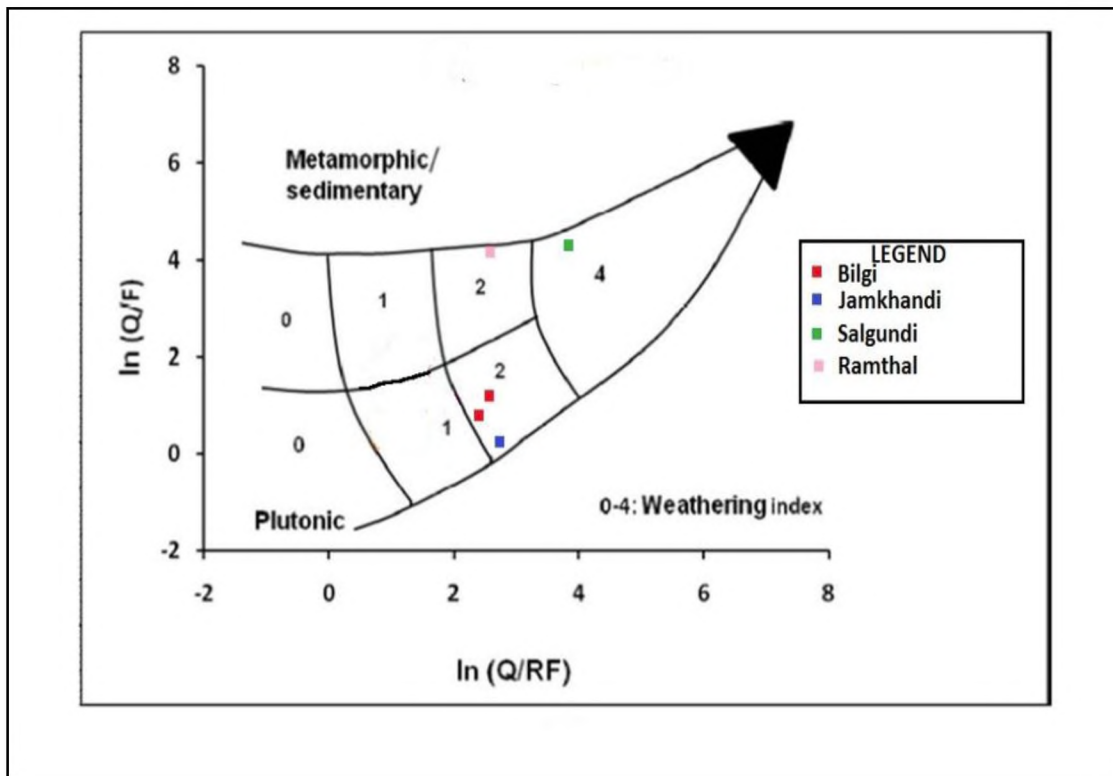 8
6
4
2
0
-2
ln (Q/F)
Metamorphic/
sedimentary
0
1
2
4
0
1
2
Plutonic
0-4: Weathering index
-2
0
2
4
6
8
ln (Q/RF)
LEGEND
Bilgi
Jamkhandi
Salgundi
Ramthal